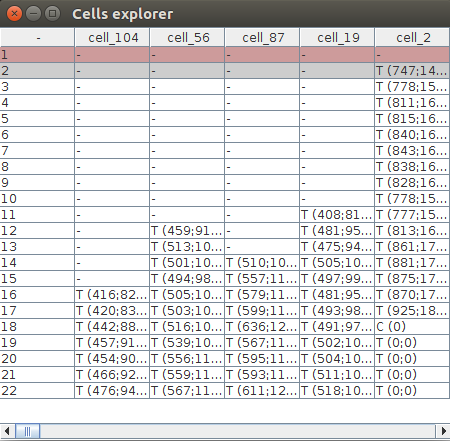 Cells explorer
- cell_104 cell_56 cell_87 cell_19 cell_2
1 - - - - -
2 - - - - T (747;14...
3 - - - - T (778;15...
4 - - - - T (811;16...
5 - - - - T (815;16...
6 - - - - T (840;16...
7 - - - - T (843;16...
8 - - - - T (838;16...
9 - - - - T (828;16...
10 - - - - T (778;15...
11 - - - T (408;81... T (777;15...
12 - T (459;91... - T (481;95... T (813;16...
13 - T (513;10... - T (475;94... T (861;17...
14 - T (501;10... T (510;10... T (505;10... T (881;17...
15 - T (494;98... T (557;11... T (497;99... T (875;17...
16 T (416;82... T (505;10... T (579;11... T (481;95... T (870;17...
17 T (420;83... T (503;10... T (599;11... T (493;98... T (925;18...
18 T (442;88... T (516;10... T (636;12... T (491;97... C (0)
19 T (457;91... T (539;10... T (567;11... T (502;10... T (0;0)
20 T (454;90... T (556;11... T (595;11... T (504;10... T (0;0)
21 T (466;92... T (559;11... T (593;11... T (511;10... T (0;0)
22 T (476;94... T (567;11... T (611;12... T (518;10... T (0;0)